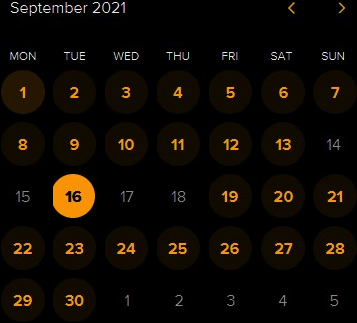 September 2021
MON TUE WED THU FRI SAT SUN
1 2 3 4 5 6 7
8 9 10 11 12 13 14
15 16 17 18 19 20 21
22 23 24 25 26 27 28
29 30 1 2 3 4 5